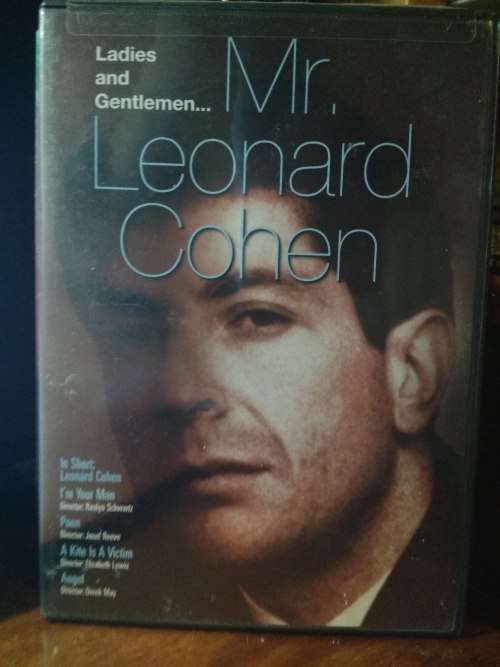 Ladies
and
Gentlemen...
Mr.
Leonard
Cohen
In Short:
Leonard Cohen
I'm Your Man
Director: Roslyn Schwartz
Poen
Director: Josef Reeve
A Kite Is A Victim
Director: Elizabeth Lewis
Angel
Director: Derek May